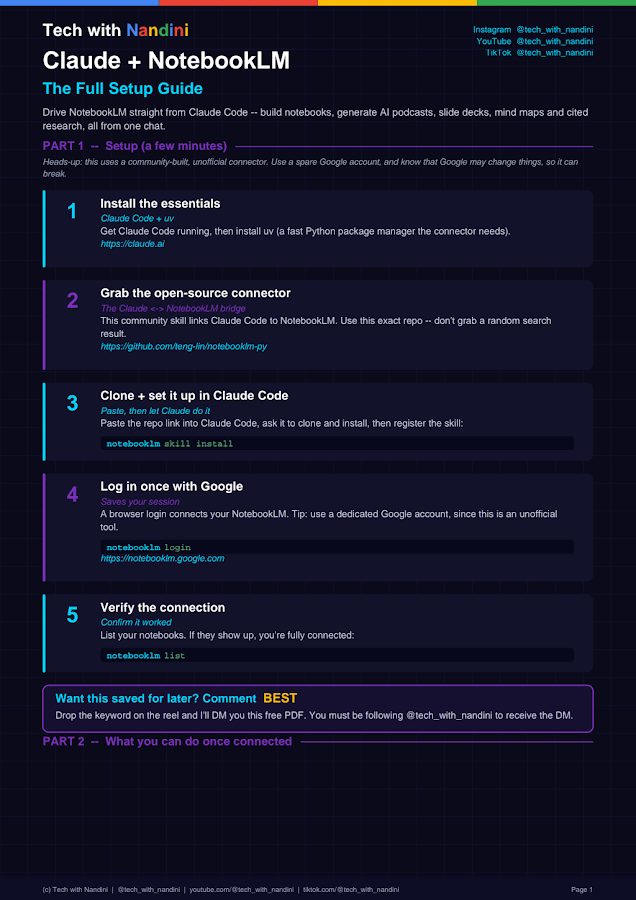 Tech with Nandini
Instagram @tech_with_nandini
YouTube @tech_with_nandini
TikTok @tech_with_nandini
Claude + NotebookLM
The Full Setup Guide
Drive NotebookLM straight from Claude Code -- build notebooks, generate AI podcasts, slide decks, mind maps and cited
research, all from one chat.
PART 1 -- Setup (a few minutes)
Heads-up: this uses a community-built, unofficial connector. Use a spare Google account, and know that Google may change things, so it can
break.
1
Install the essentials
Claude Code + uv
Get Claude Code running, then install uv (a fast Python package manager the connector needs).
https://claude.ai
2
Grab the open-source connector
The Claude <-> NotebookLM bridge
This community skill links Claude Code to NotebookLM. Use this exact repo -- don't grab a random search
result.
https://github.com/teng-lin/notebooklm-py
3
Clone + set it up in Claude Code
Paste, then let Claude do it
Paste the repo link into Claude Code, ask it to clone and install, then register the skill:
notebooklm skill install
4
Log in once with Google
Saves your session
A browser login connects your NotebookLM. Tip: use a dedicated Google account, since this is an unofficial
tool.
notebooklm login
https://notebooklm.google.com
5
Verify the connection
Confirm it worked
List your notebooks. If they show up, you're fully connected:
notebooklm list
Want this saved for later? Comment BEST
Drop the keyword on the reel and I'll DM you this free PDF. You must be following @tech_with_nandini to receive the DM.
PART 2 -- What you can do once connected
(c) Tech with Nandini | @tech_with_nandini | youtube.com/@tech_with_nandini | tiktok.com/@tech_with_nandini
Page 1